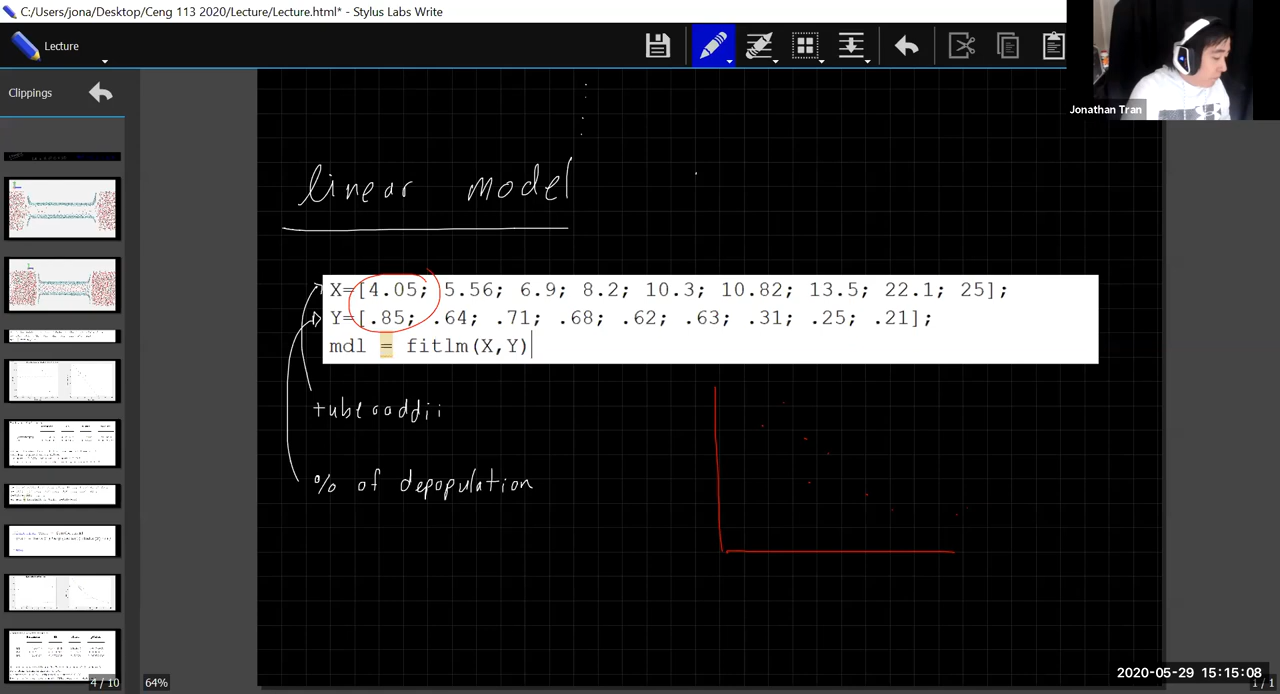 C:/Users/jona/Desktop/Ceng 113 2020/Lecture/Lecture.html* - Stylus Labs Write
Lecture
Clippings
Jonathan Tran
linear model
X=[4.05; 5.56; 6.9; 8.2; 10.3; 10.82; 13.5; 22.1; 25];
Y=[.85; .64; .71; .68; .62; .63; .31; .25; .21];
mdl = fitlm(X,Y)
tube raddii
% of depopulation
4 / 10
64%
2020-05-29 15:15:08
1 / 1